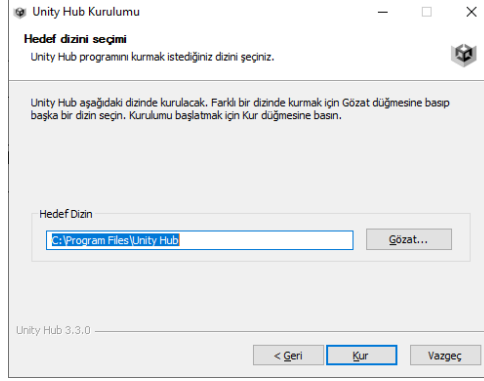 Unity Hub Kurulumu
Hedef dizini seçimi
Unity Hub programını kurmak istediğiniz dizini seçiniz.
Unity Hub aşağıdaki dizinde kurulacak. Farklı bir dizinde kurmak için Gözat düğmesine basıp
başka bir dizin seçin. Kurulumu başlatmak için Kur düğmesine basın.
Hedef Dizin
C:\Program Files\Unity Hub
Gözat...
Unity Hub 3.3.0
< Geri
Kur
Vazgeç